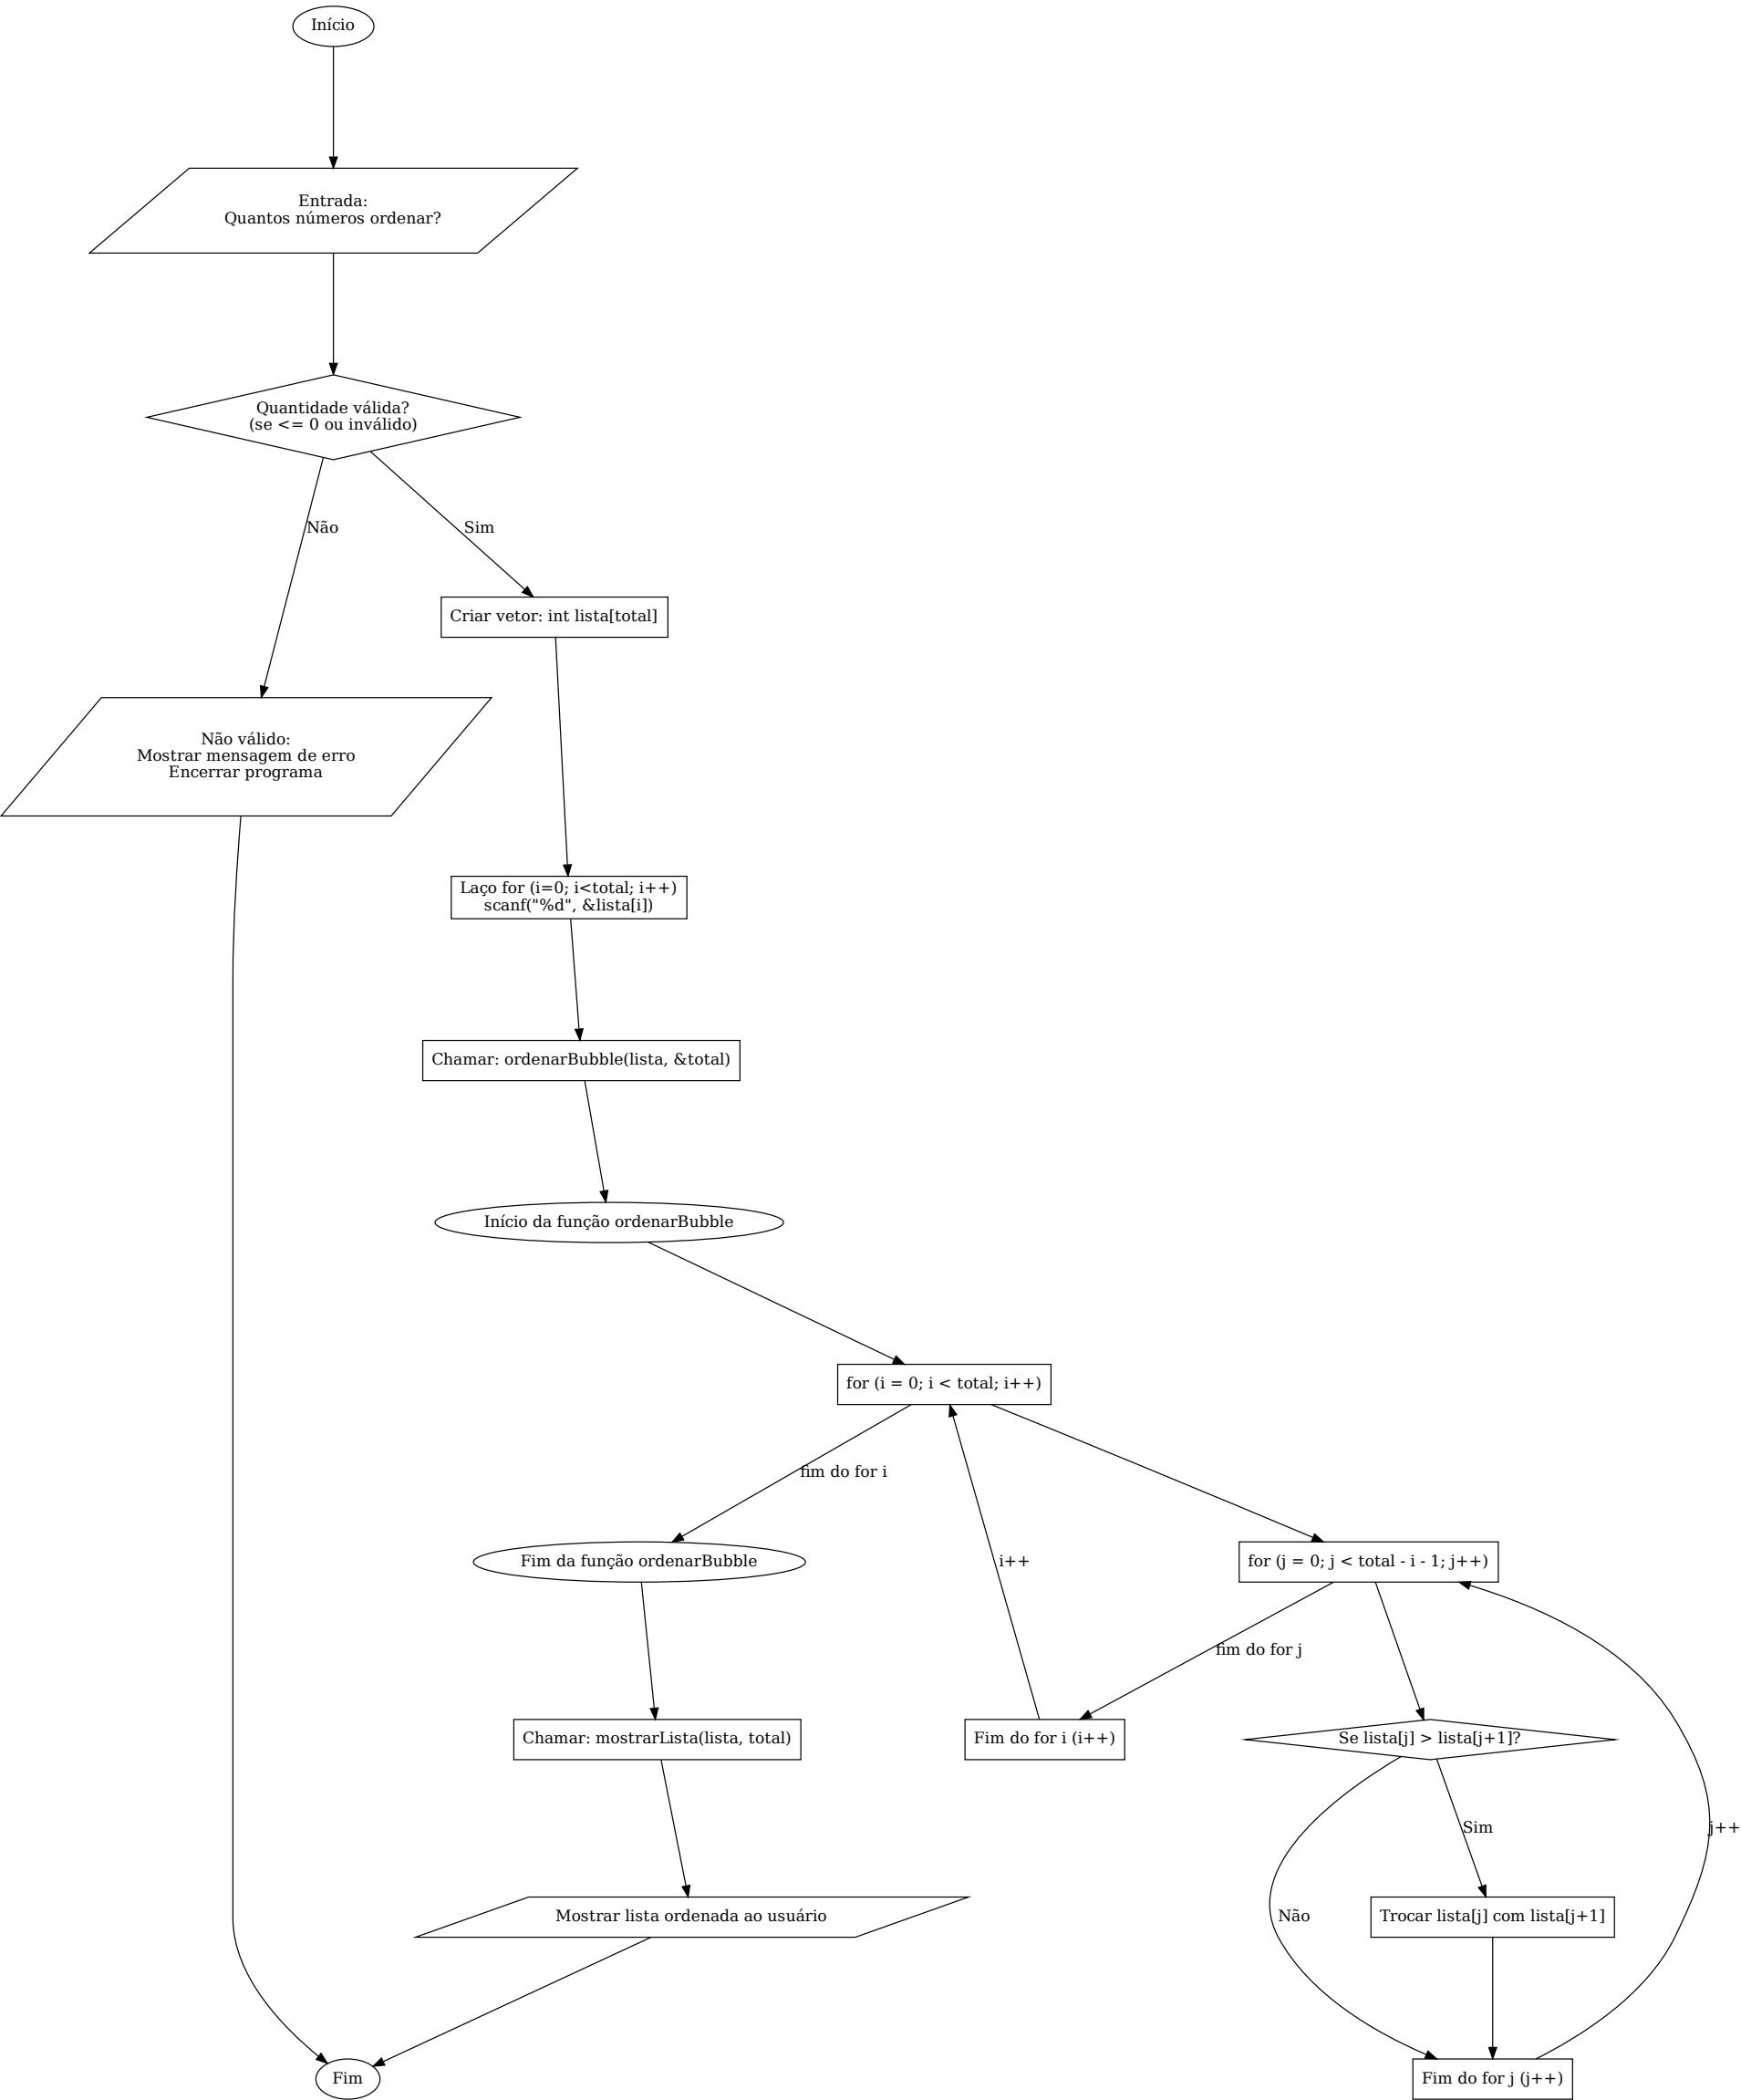 Início
Entrada:
Quantos números ordenar?
Quantidade válida?
(se <= 0 ou inválido)
Não
Sim
Criar vetor: int lista[total]
Não válido:
Mostrar mensagem de erro
Encerrar programa
Laço for (i=0; i<total; i++)
scanf("%d", &lista[i])
Chamar: ordenarBubble(lista, &total)
Início da função ordenarBubble
for (i = 0; i < total; i++)
fim do for i
Fim da função ordenarBubble
i++
for (j = 0; j < total - i - 1; j++)
fim do for j
Chamar: mostrarLista(lista, total)
Fim do for i (i++)
Se lista[j] > lista[j+1]?
Sim
j++
Mostrar lista ordenada ao usuário
Não
Trocar lista[j] com lista[j+1]
Fim
Fim do for j (j++)